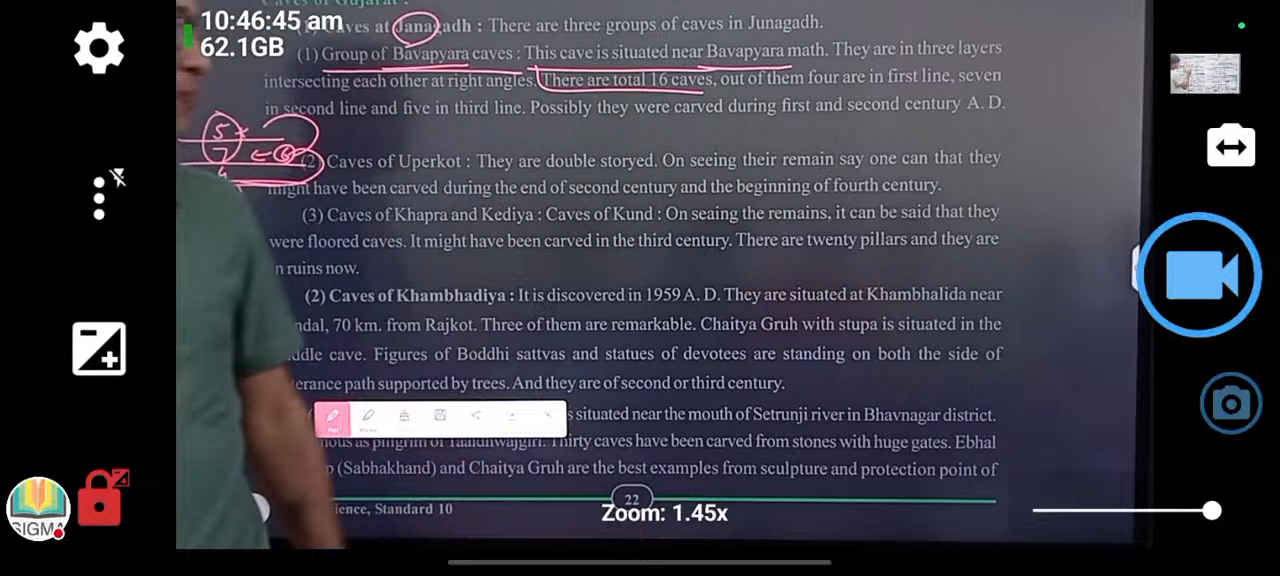 Caves of Gujarat :
10:46:45 am
62.1GB
Caves at Janagadh : There are three groups of caves in Junagadh.
(1) Group of Bavapyara caves : This cave is situated near Bavapyara math. They are in three layers
intersecting each other at right angles. There are total 16 caves, out of them four are in first line, seven
in second line and five in third line. Possibly they were carved during first and second century A. D.
5
7
4
(2) Caves of Uperkot : They are double storyed. On seeing their remain say one can that they
might have been carved during the end of second century and the beginning of fourth century.
(3) Caves of Khapra and Kediya : Caves of Kund : On seaing the remains, it can be said that they
were floored caves. It might have been carved in the third century. There are twenty pillars and they are
n ruins now.
(2) Caves of Khambhadiya : It is discovered in 1959 A. D. They are situated at Khambhalida near
ndal, 70 km. from Rajkot. Three of them are remarkable. Chaitya Gruh with stupa is situated in the
ddle cave. Figures of Boddhi sattvas and statues of devotees are standing on both the side of
erance path supported by trees. And they are of second or third century.
s situated near the mouth of Setrunji river in Bhavnagar district.
Thirty caves have been carved from stones with huge gates. Ebhal
p (Sabhakhand) and Chaitya Gruh are the best examples from sculpture and protection point of
22
ience, Standard 10
Zoom: 1.45x
SIGMA